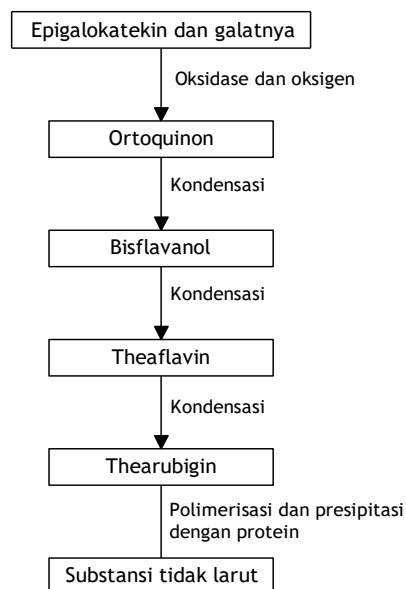 Epigalokatekin dan galatnya
Oksidase dan oksigen
Ortoquinon
Kondensasi
Bisflavanol
Kondensasi
Theaflavin
Kondensasi
Thearubigin
Polimerisasi dan presipitasi
dengan protein
Substansi tidak larut